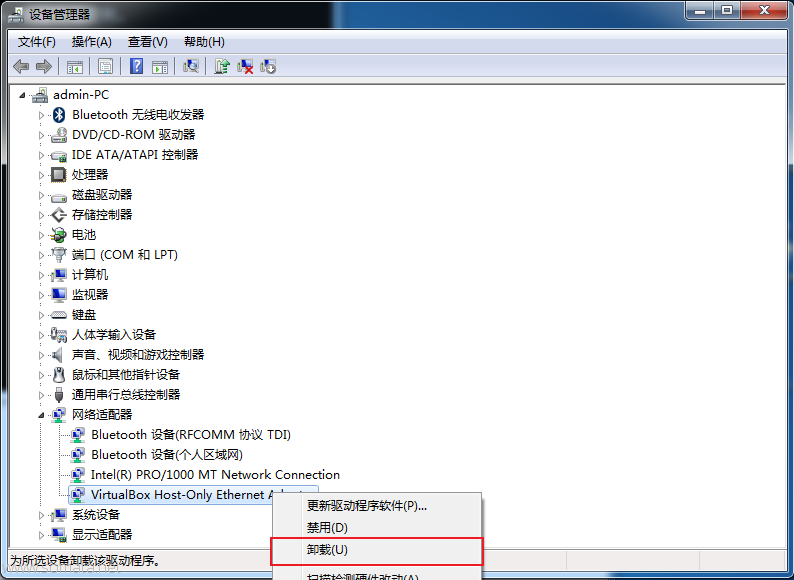 设备管理器
文件(F) 操作(A) 查看(V) 帮助(H)
admin-PC
Bluetooth 无线电收发器
DVD/CD-ROM 驱动器
IDE ATA/ATAPI 控制器
处理器
磁盘驱动器
存储控制器
电池
端口 (COM 和 LPT)
计算机
监视器
键盘
人体学输入设备
声音、视频和游戏控制器
鼠标和其他指针设备
通用串行总线控制器
网络适配器
Bluetooth 设备(RFCOMM 协议 TDI)
Bluetooth 设备(个人区域网)
Intel(R) PRO/1000 MT Network Connection
VirtualBox Host-Only Ethernet
更新驱动程序软件(P)...
系统设备
禁用(D)
显示适配器
卸载(U)
为所选设备卸载该驱动程序。
扫描检测硬件改动(A)